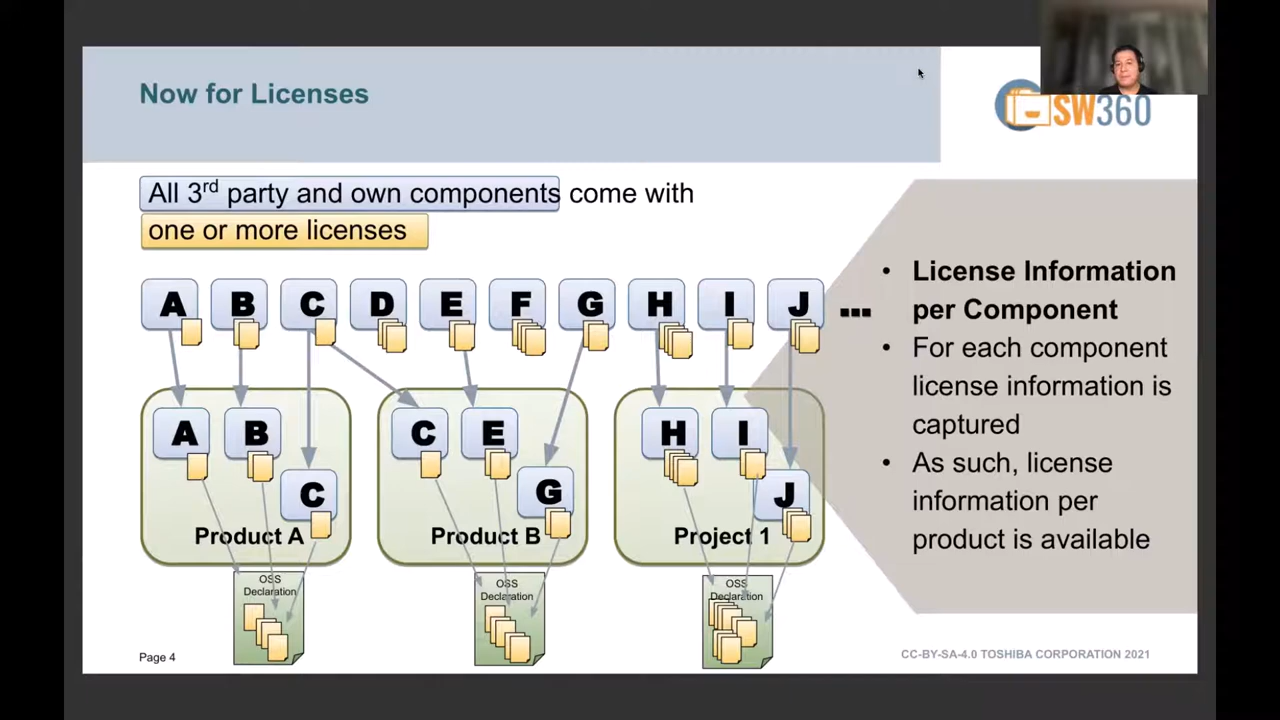 Now for Licenses
SW360
All 3rd party and own components come with
one or more licenses
A B C D E F G H I J ...
A B C
Product A
C E G
Product B
H I J
Project 1
OSS
Declaration
OSS
Declaration
OSS
Declaration
• License Information
per Component
• For each component
license information is
captured
• As such, license
information per
product is available
Page 4
CC-BY-SA-4.0 TOSHIBA CORPORATION 2021